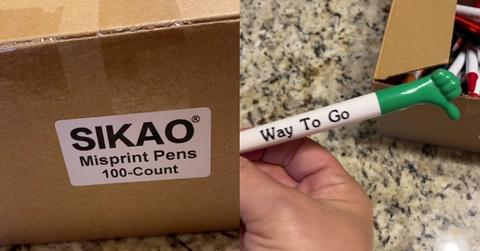 SIKAO®
Misprint Pens
100-Count
Way To Go